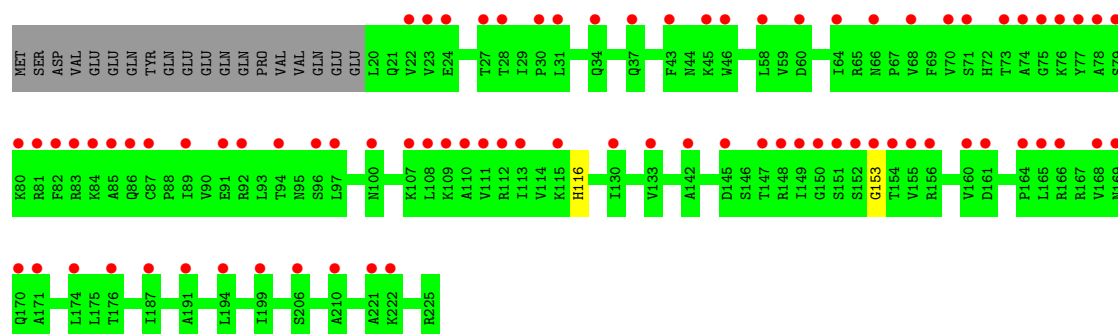 MET SER ASP VAL GLU GLU GLN TYR GLN GLU GLU GLN GLN PRO VAL VAL GLN GLU GLU L20 Q21 V22 V23 E24 T27 T28 I29 P30 L31 Q34 Q37 F43 N44 K45 W46 L58 V59 D60 I64 R65 N66 P67 V68 F69 V70 S71 H72 T73 A74 G75 K76 Y77 A78 S79
K80 R81 F82 R83 K84 A85 Q86 C87 P88 I89 V90 E91 R92 L93 T94 N95 S96 L97 N100 K107 L108 K109 A110 V111 R112 I113 V114 K115 H116 I130 V133 A142 D145 S146 T147 R148 I149 G150 S151 S152 G153 T154 V155 R156 V160 D161 P164 L165 R166 R167 V168 N169
Q170 A171 L174 L175 T176 I187 A191 L194 I199 S206 A210 A221 K222 R225